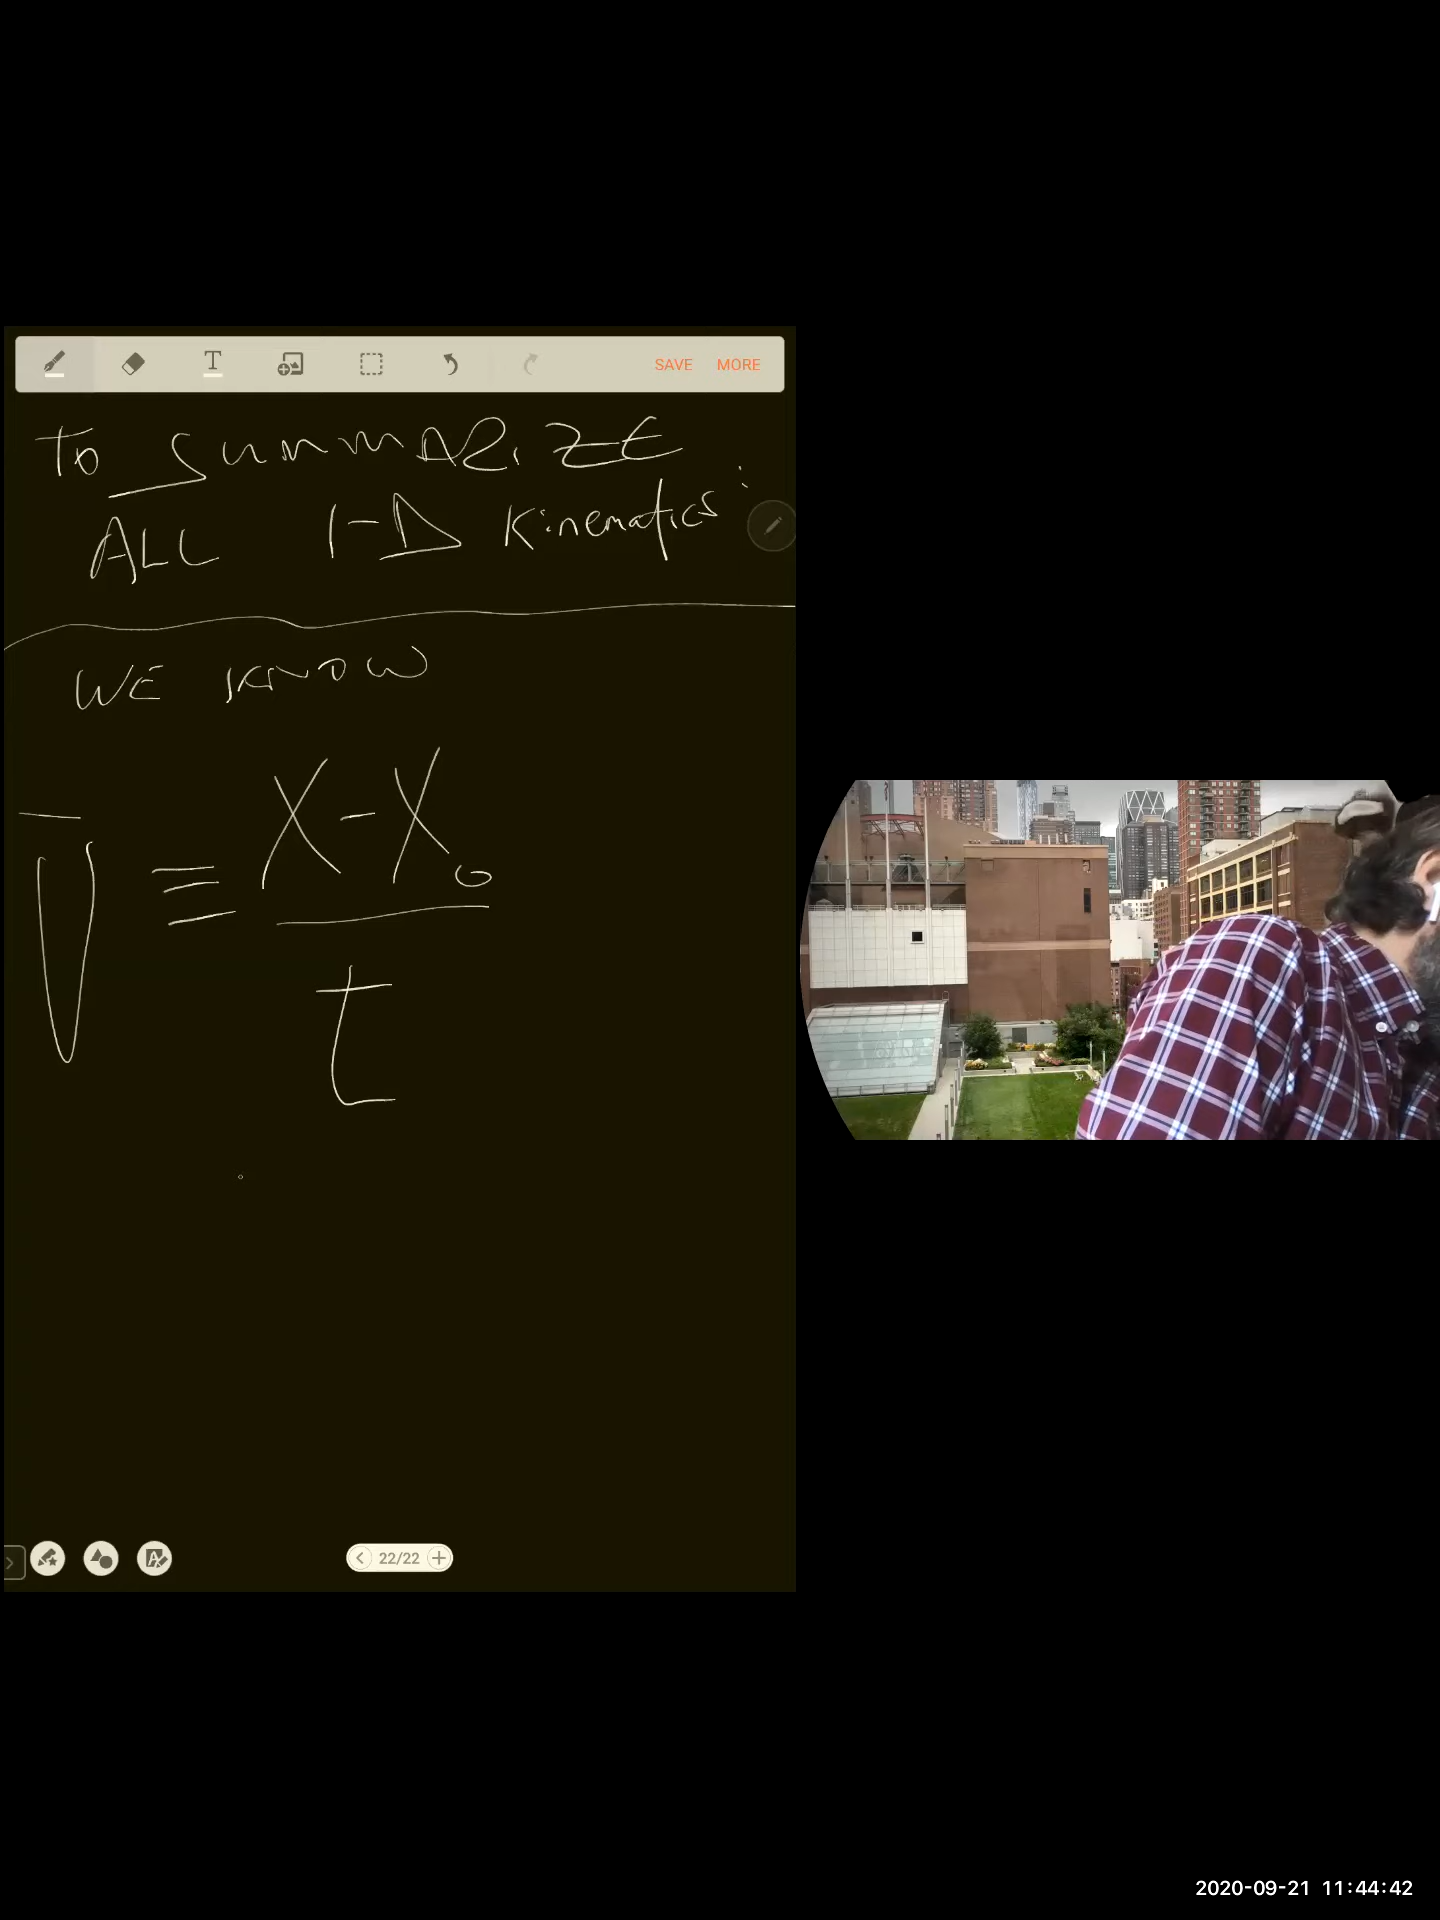 SAVE MORE
To SUMMARIZE
ALL 1-D Kinematics:
WE KNOW
v̄ ≡ X-X₀
t
22/22
2020-09-21 11:44:42